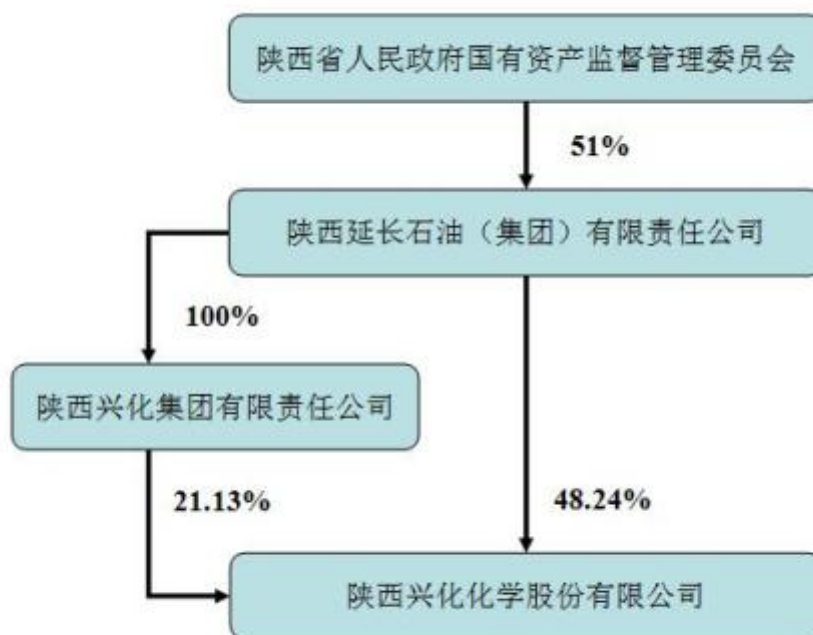 陕西省人民政府国有资产监督管理委员会
51%
陕西延长石油（集团）有限责任公司
100%
陕西兴化集团有限责任公司
21.13%
48.24%
陕西兴化化学股份有限公司